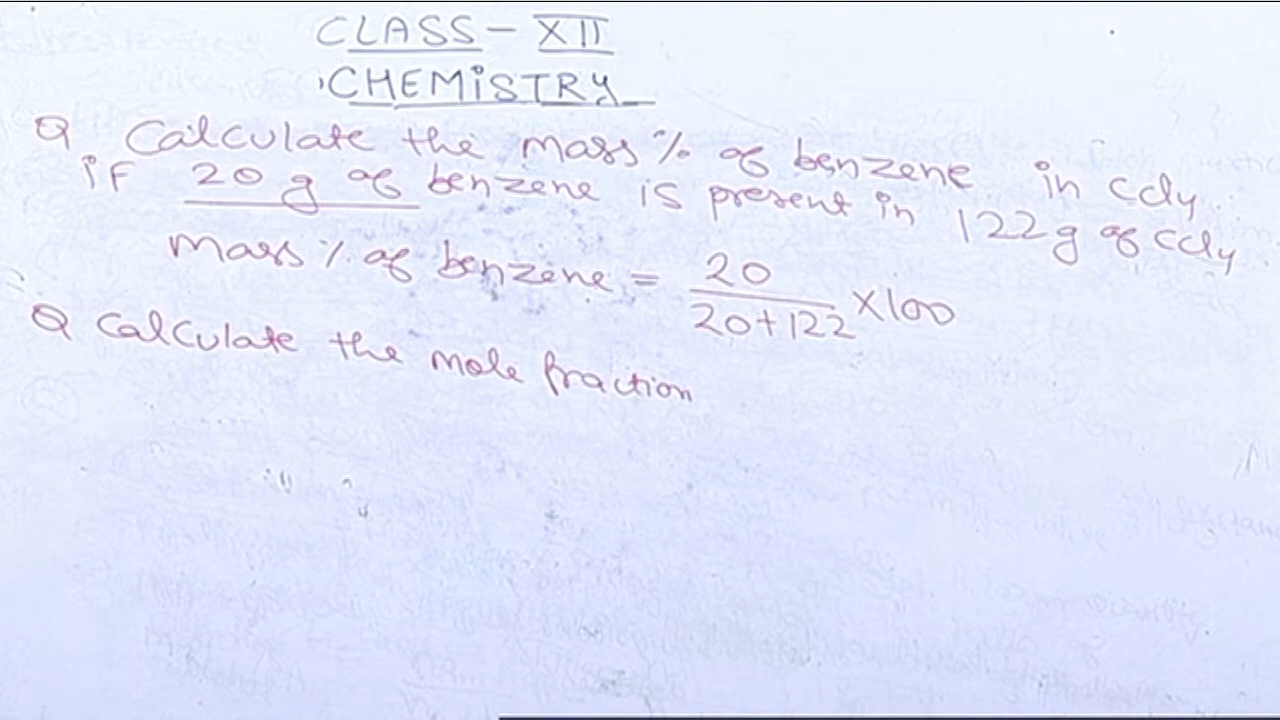 CLASS – XII
CHEMISTRY
Q Calculate the mass % of benzene in CCl4
if 20 g of benzene is present in 122g of CCl4
Mass % of benzene = 20/20+122 ×100
Q Calculate the mole fraction